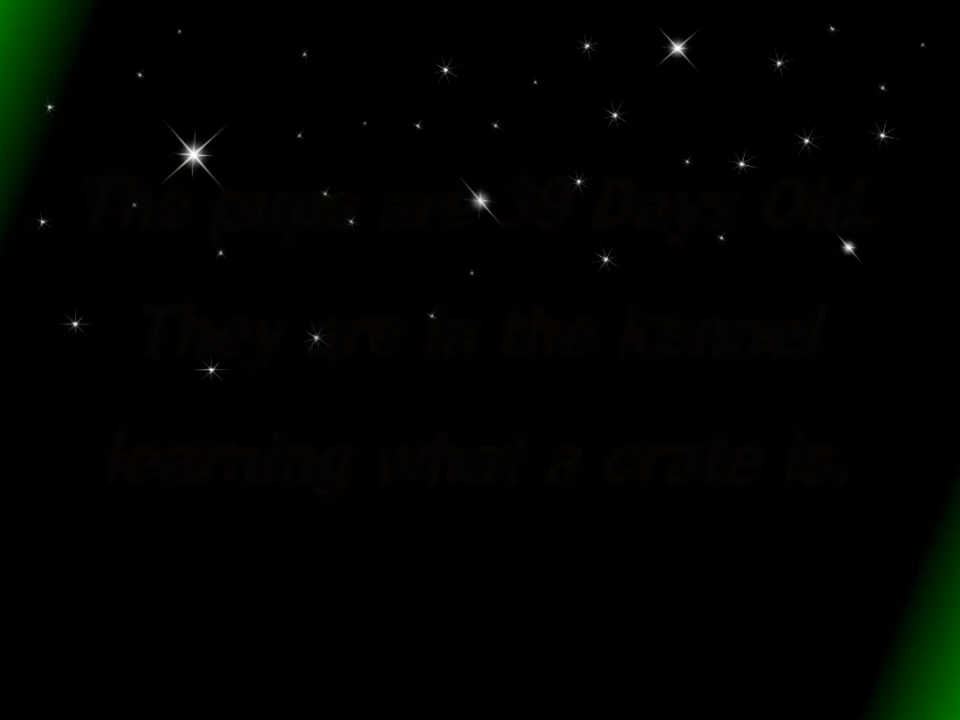 The pups are 39 Days Old.
They are in the kennel
learning what a crate is.